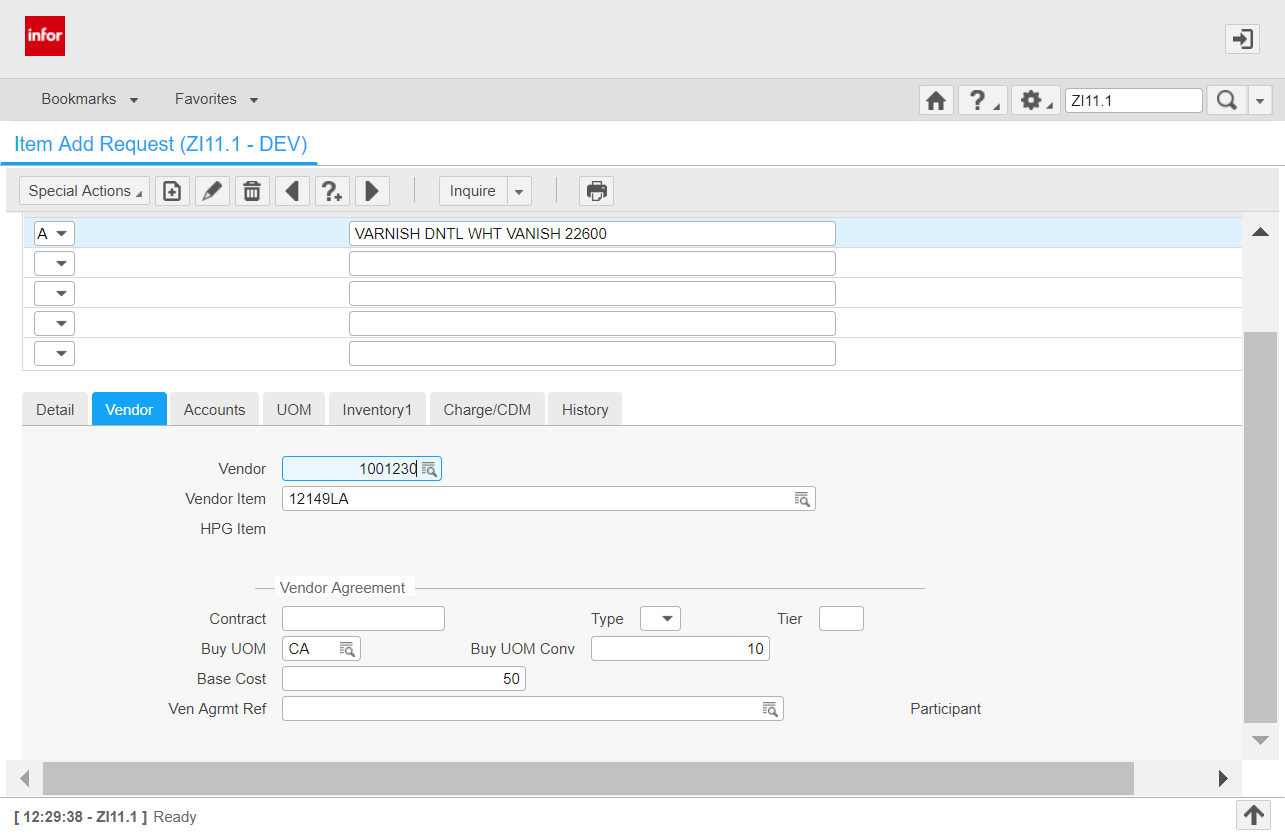 infor
Bookmarks Favorites ? ZI11.1
Item Add Request (ZI11.1 - DEV)
Special Actions ?+ Inquire
A VARNISH DNTL WHT VANISH 22600
Detail Vendor Accounts UOM Inventory1 Charge/CDM History
Vendor 1001230
Vendor Item 12149LA
HPG Item
Vendor Agreement
Contract Type Tier
Buy UOM CA Buy UOM Conv 10
Base Cost 50
Ven Agrmt Ref Participant
[ 12:29:38 - ZI11.1 ] Ready